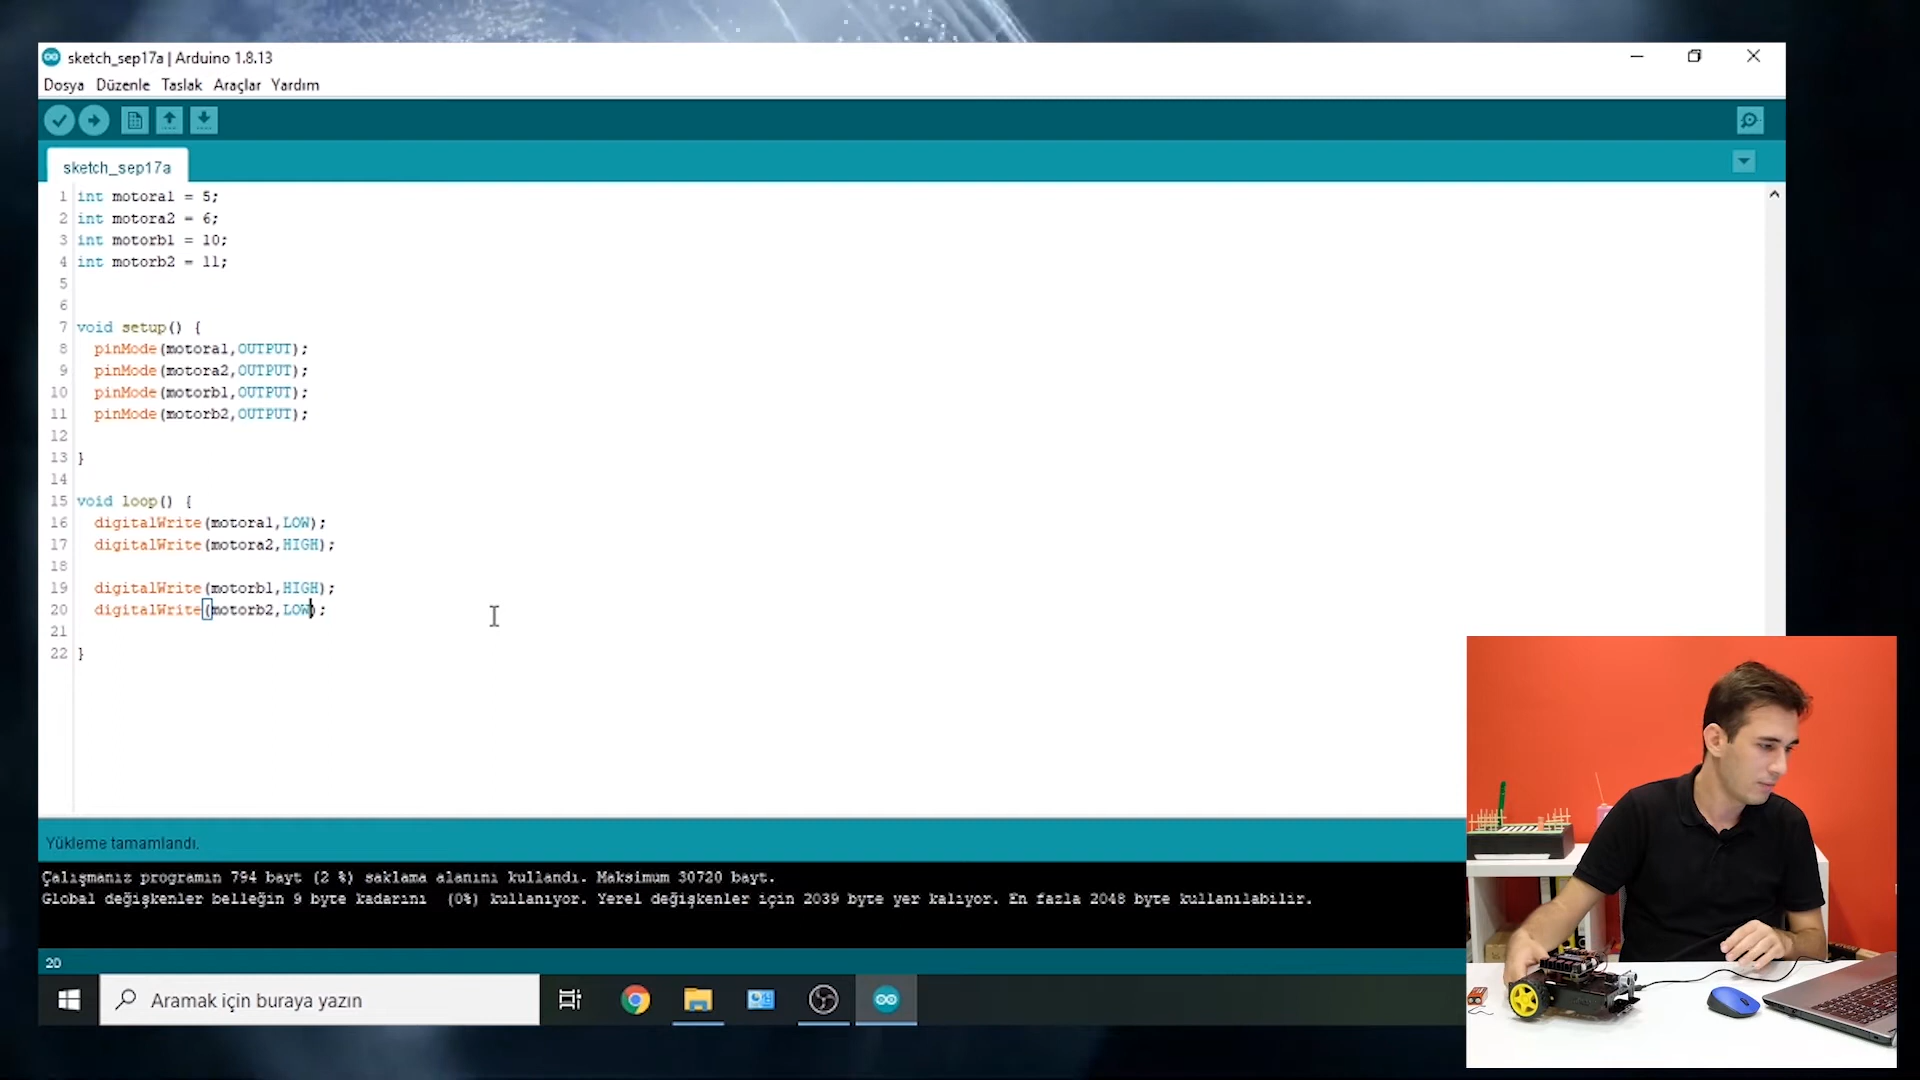 sketch_sep17a | Arduino 1.8.13
Dosya Düzenle Taslak Araçlar Yardım
sketch_sep17a
1 int motora1 = 5;
2 int motora2 = 6;
3 int motorb1 = 10;
4 int motorb2 = 11;
5
6
7 void setup() {
8 pinMode(motora1,OUTPUT);
9 pinMode(motora2,OUTPUT);
10 pinMode(motorb1,OUTPUT);
11 pinMode(motorb2,OUTPUT);
12
13 }
14
15 void loop() {
16 digitalWrite(motora1,LOW);
17 digitalWrite(motora2,HIGH);
18
19 digitalWrite(motorb1,HIGH);
20 digitalWrite(motorb2,LOW);
21
22 }
Yükleme tamamlandı.
Çalışmanız programın 794 bayt (2 %) saklama alanını kullandı. Maksimum 30720 bayt.
Global değişkenler belleğin 9 byte kadarını (0%) kullanıyor. Yerel değişkenler için 2039 byte yer kalıyor. En fazla 2048 byte kullanılabilir.
20
Aramak için buraya yazın